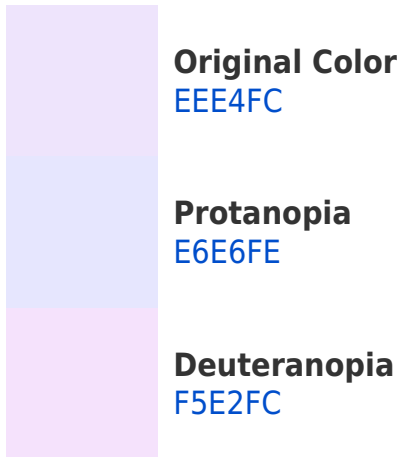 Original Color
EEE4FC
Protanopia
E6E6FE
Deuteranopia
F5E2FC